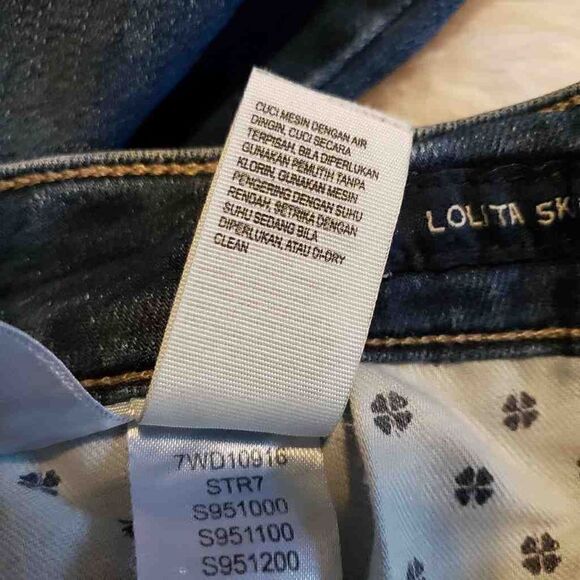 CUCI MESIN DENGAN AIR
DINGIN, CUCI SECARA
TERPISAH, BILA DIPERLUKAN
GUNAKAN PEMUTIH TANPA
KLORIN, GUNAKAN MESIN
PENGERING DENGAN SUHU
RENDAH, SETRIKA DENGAN
SUHU SEDANG BILA
DIPERLUKAN, ATAU DI-DRY
CLEAN
LOLITA SK
7WD10916
STR7
S951000
S951100
S951200